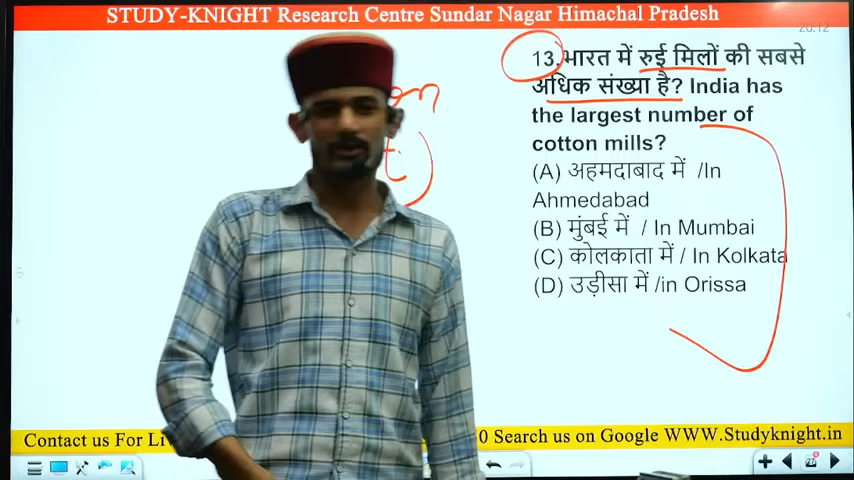 STUDY-KNIGHT Research Centre Sundar Nagar Himachal Pradesh
20:12
13.भारत में रुई मिलों की सबसे
अधिक संख्या है? India has
the largest number of
cotton mills?
(A) अहमदाबाद में /In
Ahmedabad
(B) मुंबई में / In Mumbai
(C) कोलकाता में / In Kolkata
(D) उड़ीसा में /in Orissa
Contact us For Li
0 Search us on Google WWW.Studyknight.in